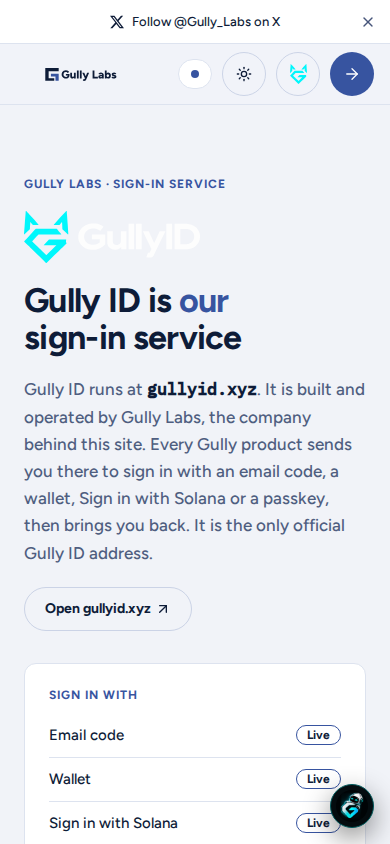 Follow @Gully_Labs on X
Gully Labs
GULLY LABS · SIGN-IN SERVICE
GullyID
Gully ID is our
sign-in service
Gully ID runs at gullyid.xyz. It is built and
operated by Gully Labs, the company
behind this site. Every Gully product sends
you there to sign in with an email code, a
wallet, Sign in with Solana or a passkey,
then brings you back. It is the only official
Gully ID address.
Open gullyid.xyz
SIGN IN WITH
Email code Live
Wallet Live
Sign in with Solana Live